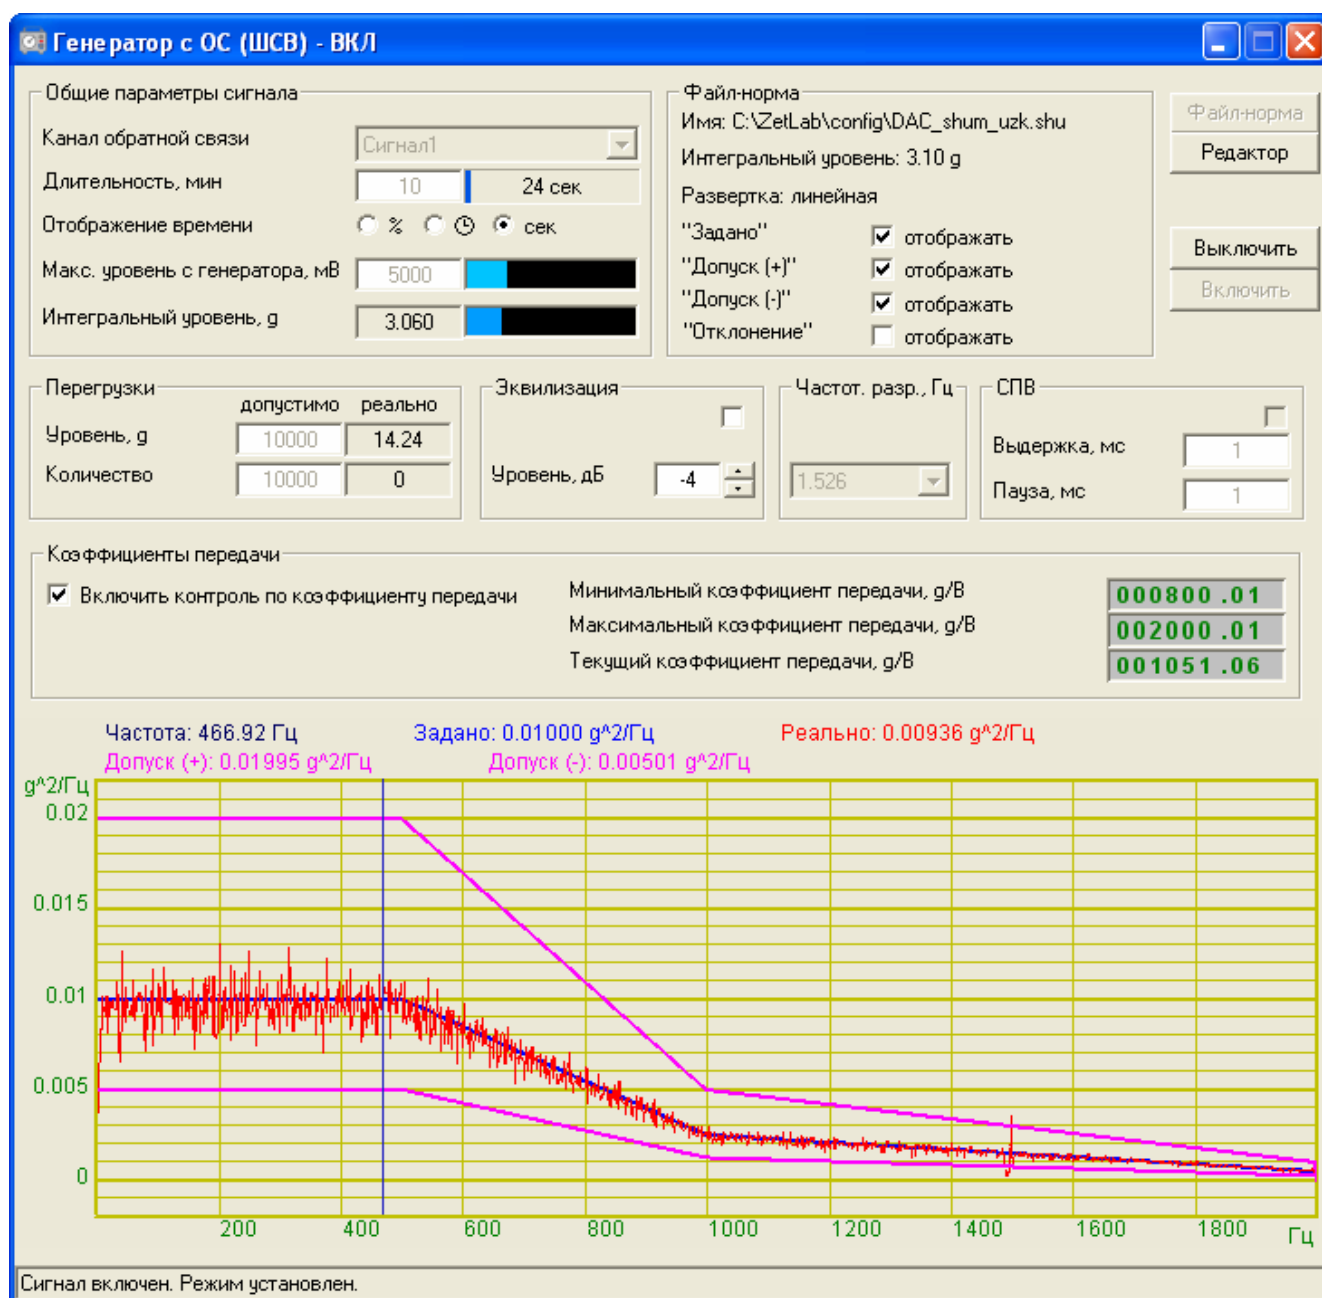 Генератор с ОС (ШСВ) - ВКЛ
Общие параметры сигнала
Канал обратной связи
Сигнал1
Длительность, мин
10
24 сек
Отображение времени
%
сек
Макс. уровень с генератора, мВ
5000
Интегральный уровень, g
3.060
Файл-норма
Имя: C:\ZetLab\config\DAC_shum_uzk.shu
Интегральный уровень: 3.10 g
Развертка: линейная
"Задано"
отображать
"Допуск (+)"
отображать
"Допуск (-)"
отображать
"Отклонение"
отображать
Файл-норма
Редактор
Выключить
Включить
Перегрузки
допустимо реально
Уровень, g
10000
14.24
Количество
10000
0
Эквилизация
Уровень, дБ
-4
Частот. разр., Гц
1.526
СПВ
Выдержка, мс
1
Пауза, мс
1
Коэффициенты передачи
Включить контроль по коэффициенту передачи
Минимальный коэффициент передачи, g/В
000800 .01
Максимальный коэффициент передачи, g/В
002000 .01
Текущий коэффициент передачи, g/В
001051 .06
Частота: 466.92 Гц
Задано: 0.01000 g^2/Гц
Реально: 0.00936 g^2/Гц
Допуск (+): 0.01995 g^2/Гц
Допуск (-): 0.00501 g^2/Гц
g^2/Гц
0.02
0.015
0.01
0.005
0
200 400 600 800 1000 1200 1400 1600 1800 Гц
Сигнал включен. Режим установлен.